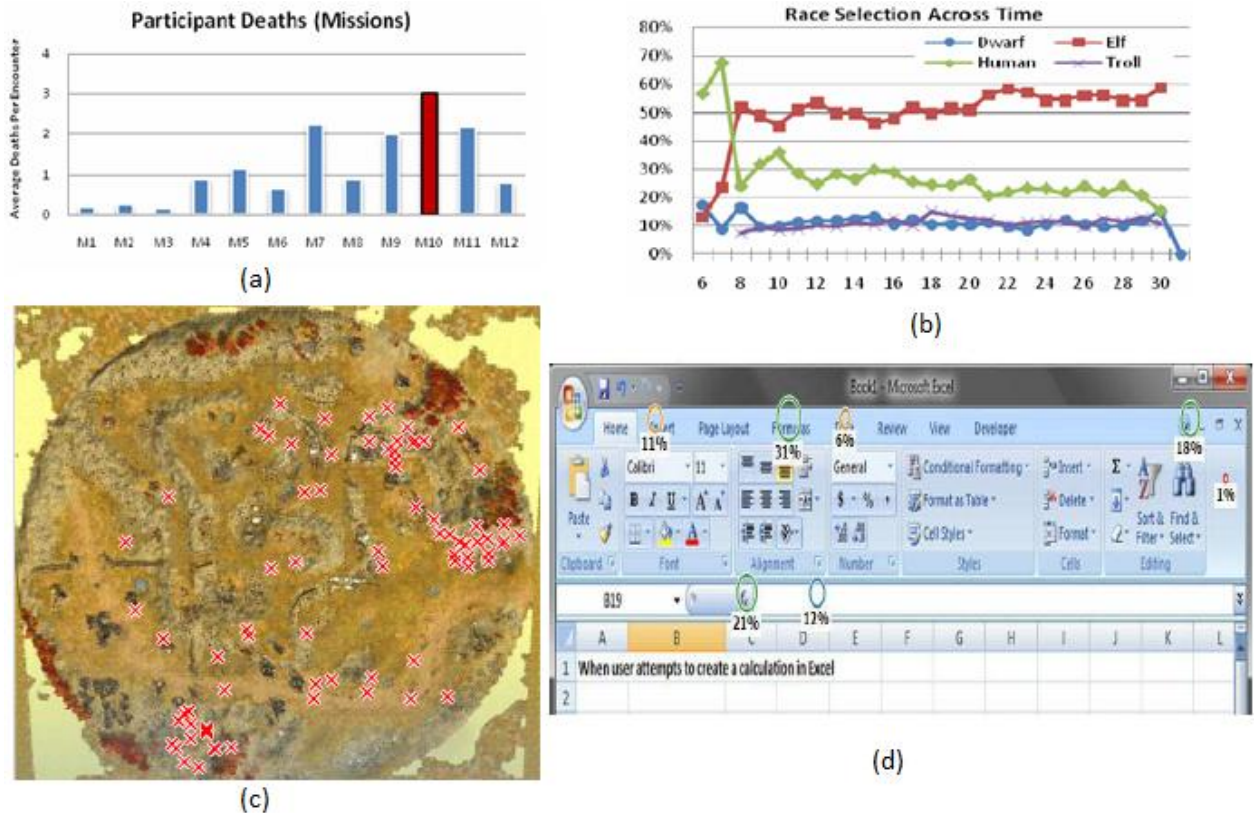 Participant Deaths (Missions)
Average Deaths Per Encounter
4
3
2
1
0
M1 M2 M3 M4 M5 M6 M7 M8 M9 M10 M11 M12
(a)
Race Selection Across Time
Dwarf Elf
Human Troll
80%
70%
60%
50%
40%
30%
20%
10%
0%
6 8 10 12 14 16 18 20 22 24 26 28 30
(b)
(c)
Book1 - Microsoft Excel
Home Page Layout Review View Developer
11% 31% 6% 18%
1%
Calibri 11 General Conditional Formatting Insert Σ
B I U A A $ % , Format as Table Delete
Paste Cell Styles Format Sort & Find &
Filter Select
Clipboard Font Alignment Number Styles Cells Editing
B19
21% 12%
A B C D E F G H I J K L
1 When user attempts to create a calculation in Excel
2
(d)